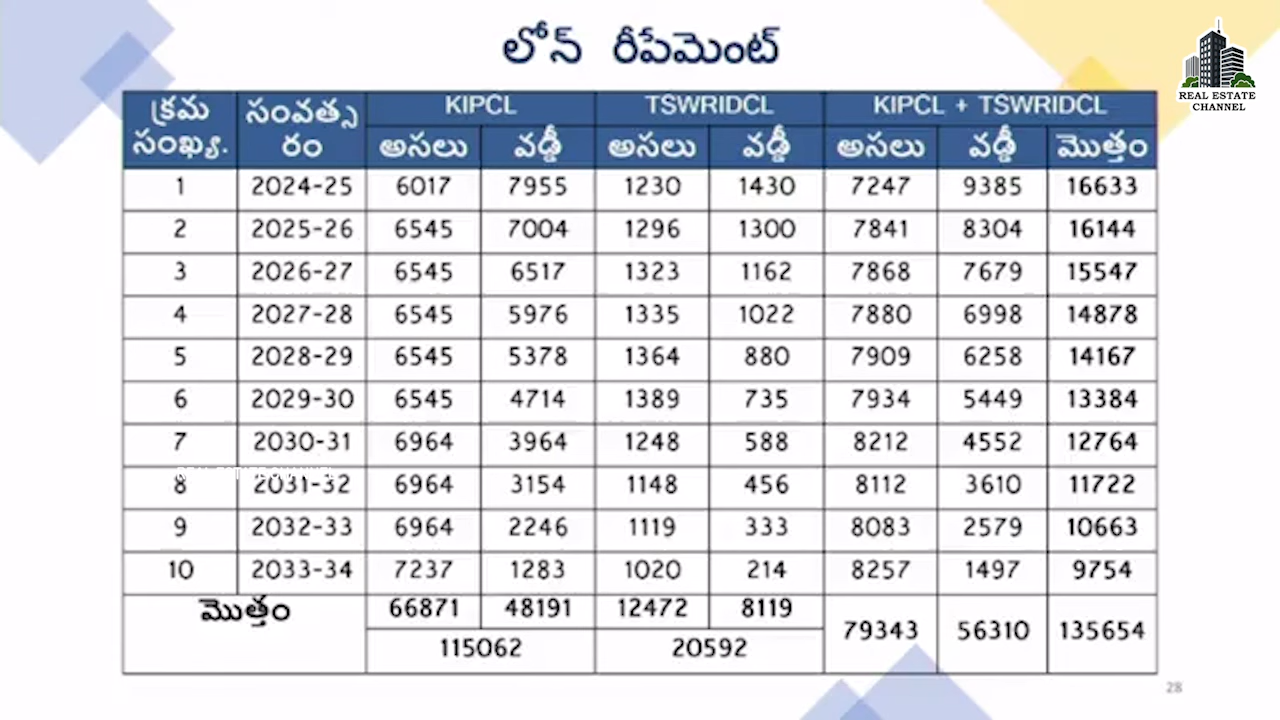 లోన్ రీపేమెంట్
REAL ESTATE
CHANNEL
క్రమ సంఖ్య. సంవత్సరం KIPCL TSWRIDCL KIPCL + TSWRIDCL
అసలు వడ్డీ అసలు వడ్డీ అసలు వడ్డీ మొత్తం
1 2024-25 6017 7955 1230 1430 7247 9385 16633
2 2025-26 6545 7004 1296 1300 7841 8304 16144
3 2026-27 6545 6517 1323 1162 7868 7679 15547
4 2027-28 6545 5976 1335 1022 7880 6998 14878
5 2028-29 6545 5378 1364 880 7909 6258 14167
6 2029-30 6545 4714 1389 735 7934 5449 13384
7 2030-31 6964 3964 1248 588 8212 4552 12764
8 2031-32 6964 3154 1148 456 8112 3610 11722
9 2032-33 6964 2246 1119 333 8083 2579 10663
10 2033-34 7237 1283 1020 214 8257 1497 9754
మొత్తం 66871 48191 12472 8119 79343 56310 135654
115062 20592
28